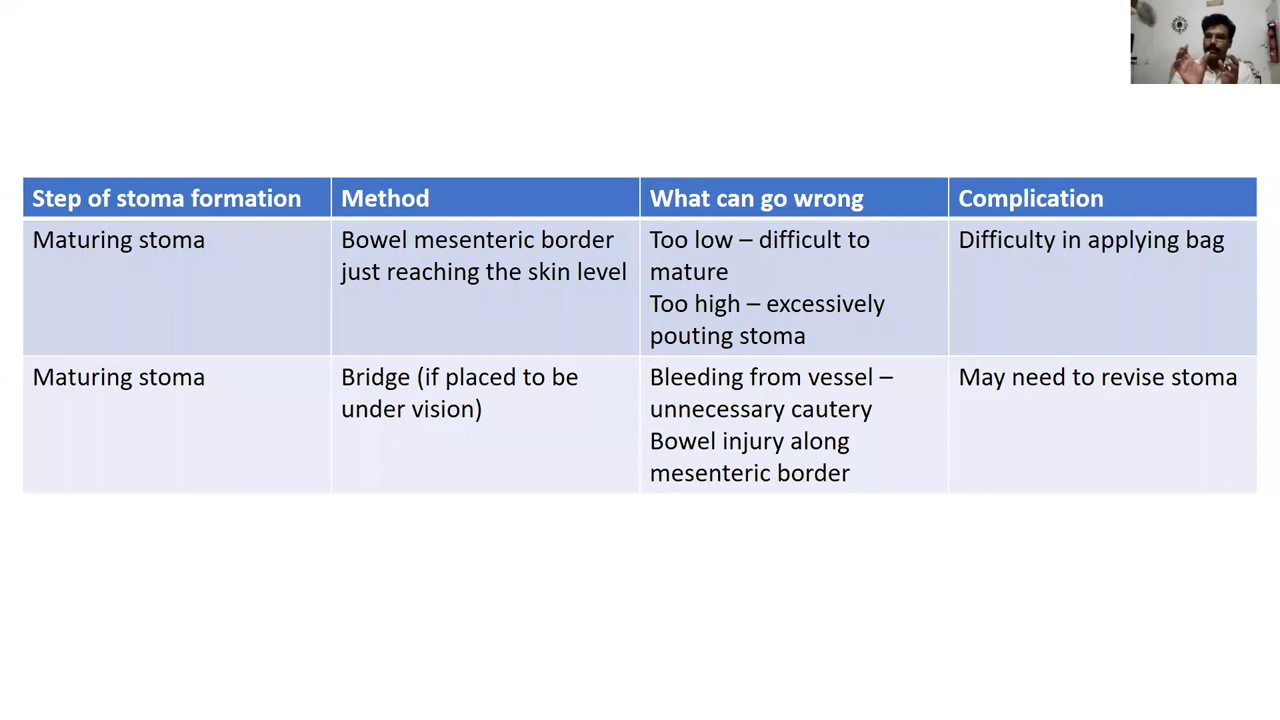 Step of stoma formation
Method
What can go wrong
Complication
Maturing stoma
Bowel mesenteric border
just reaching the skin level
Too low – difficult to
mature
Too high – excessively
pouting stoma
Difficulty in applying bag
Maturing stoma
Bridge (if placed to be
under vision)
Bleeding from vessel –
unnecessary cautery
Bowel injury along
mesenteric border
May need to revise stoma